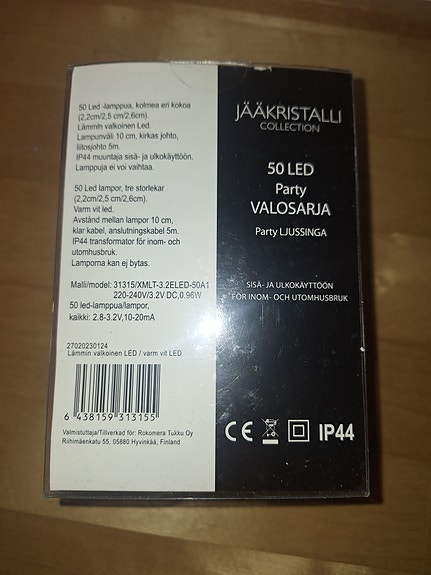 50 Led -lamppua, kolmea eri kokoa
(2,2cm/2,5 cm/2,6cm).
Lämmin valkoinen Led.
Lampunväli 10 cm, kirkas johto,
liitosjohto 5m.
IP44 muuntaja sisä- ja ulkokäyttöön.
Lamppuja ei voi vaihtaa.
50 Led lampor, tre storlekar
(2,2cm/2,5 cm/2,6cm).
Varm vit led.
Avstånd mellan lampor 10 cm,
klar kabel, anslutningskabel 5m.
IP44 transformator för inom- och
utomhusbruk.
Lamporna kan ej bytas.
Malli/model: 31315/XMLT-3.2ELED-50A1
220-240V/3.2V DC,0.96W
50 led-lamppua/lampor,
kaikki: 2.8-3.2V,10-20mA
27020230124
Lämmin valkoinen LED / varm vit LED
6 438159 313155
Valmistuttaja/Tillverkad för: Rokomera Tukku Oy
Riihimäenkatu 55, 05880 Hyvinkää, Finland
JÄÄKRISTALLI
COLLECTION
50 LED
Party
VALOSARJA
Party LJUSSINGA
SISÄ- JA ULKOKÄYTTÖÖN
FÖR INOM- OCH UTOMHUSBRUK
CE IP44